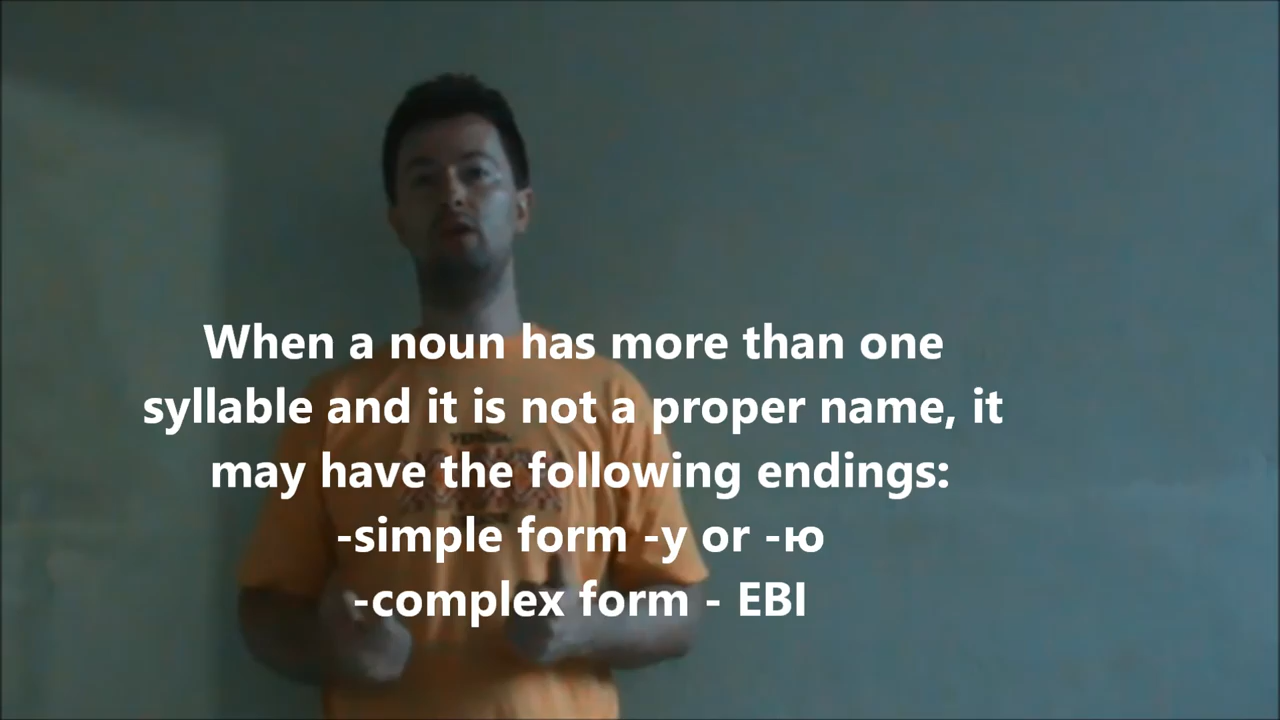 When a noun has more than one
syllable and it is not a proper name, it
may have the following endings:
-simple form -у or -ю
-complex form - ЕВІ